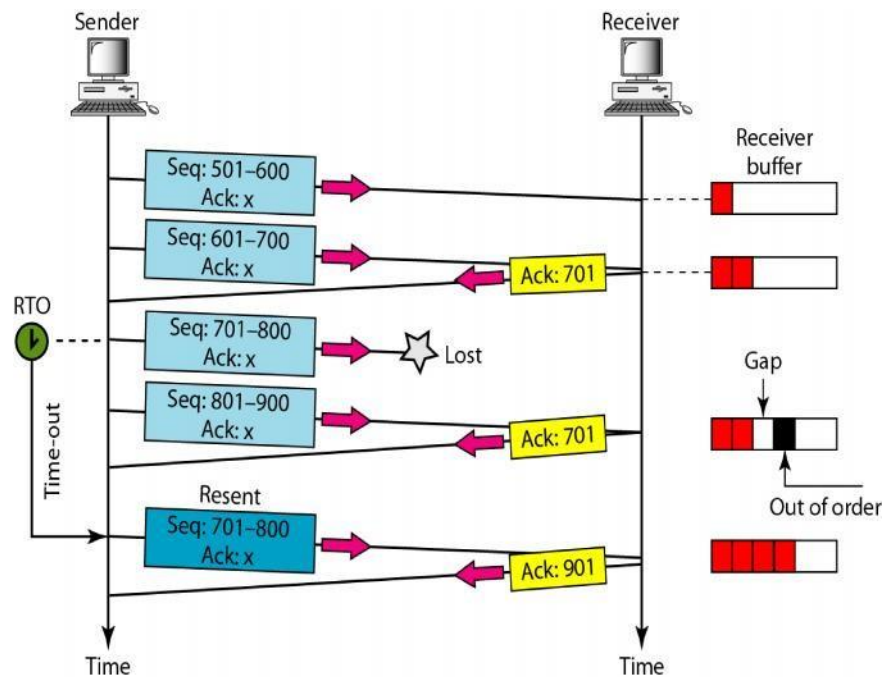 Sender
Receiver
Receiver
buffer
Seq: 501–600
Ack: x
Seq: 601–700
Ack: x
Ack: 701
RTO
Seq: 701–800
Ack: x
Lost
Gap
Seq: 801–900
Ack: x
Ack: 701
Time-out
Out of order
Resent
Seq: 701–800
Ack: x
Ack: 901
Time
Time